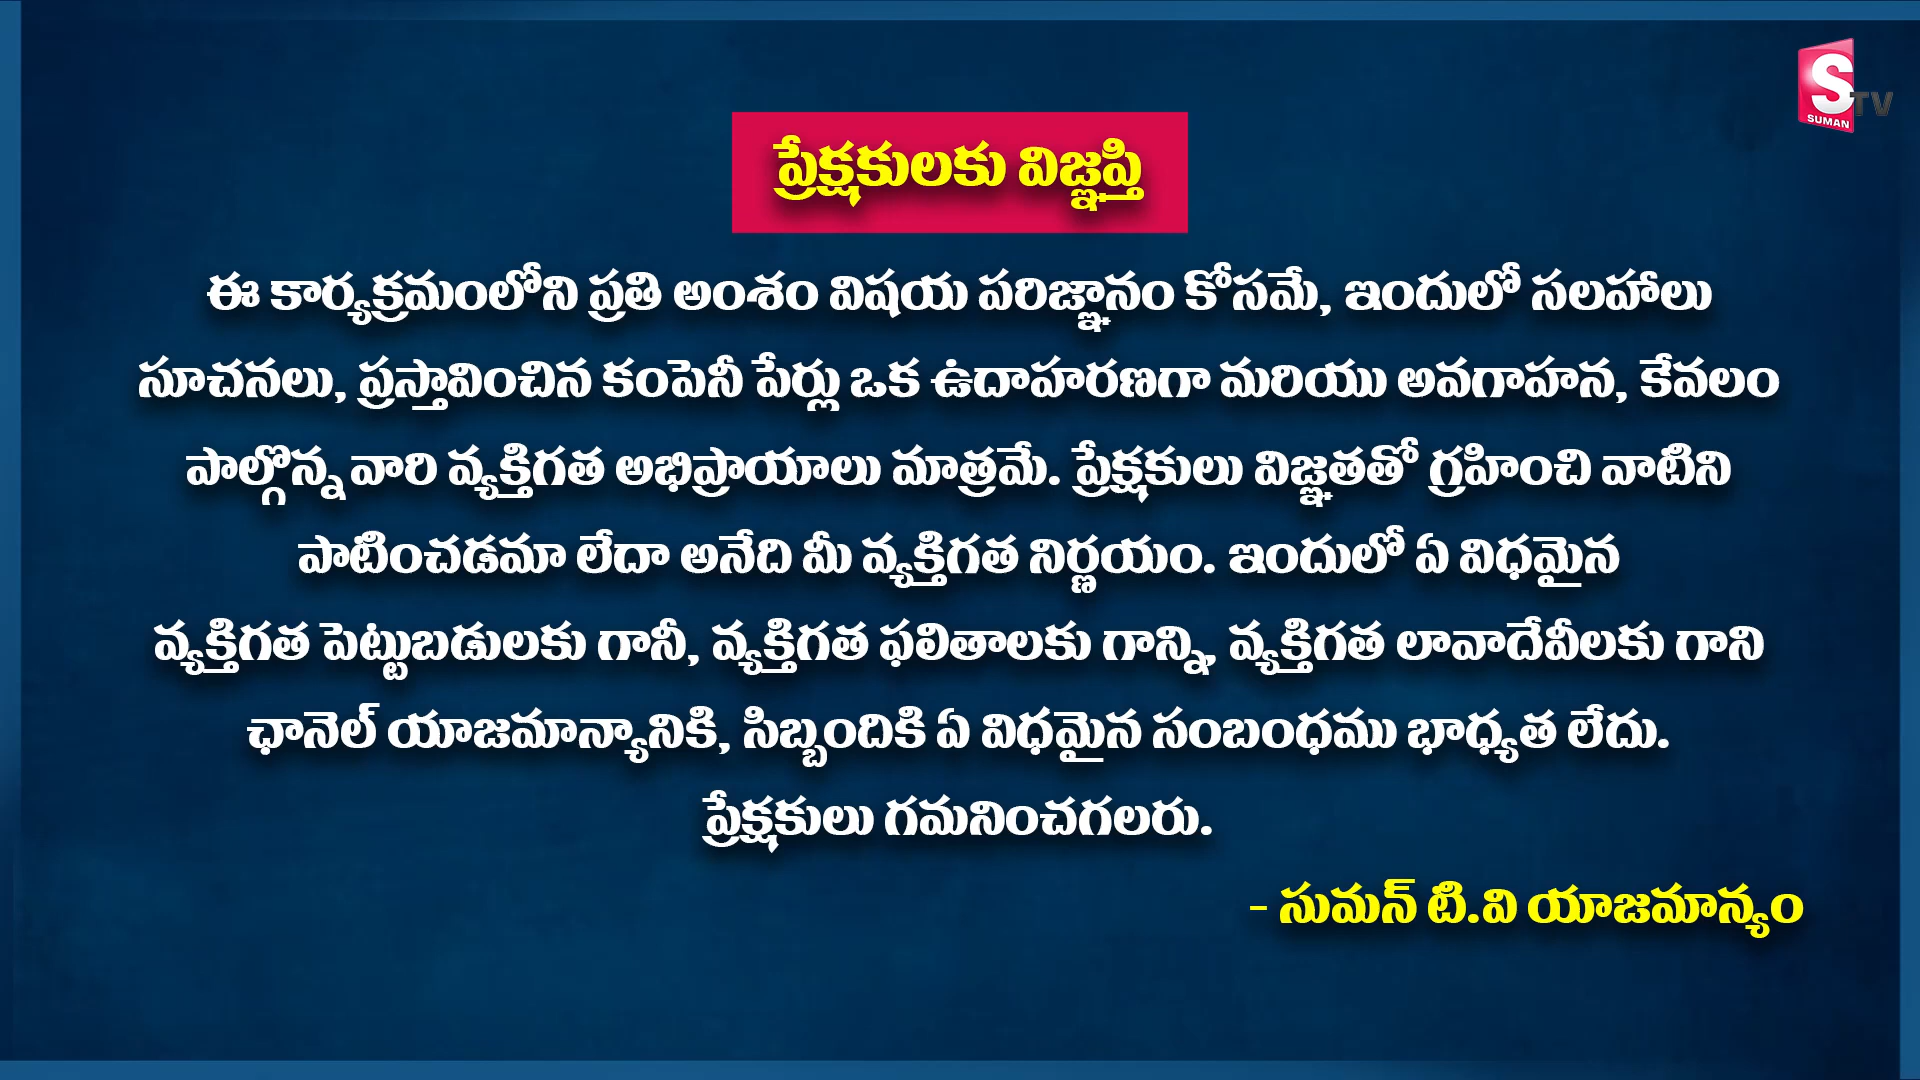 S
SUMAN
TV
ప్రేక్షకులకు విజ్ఞప్తి
ఈ కార్యక్రమంలోని ప్రతి అంశం విషయ పరిజ్ఞానం కోసమే, ఇందులో సలహాలు
సూచనలు, ప్రస్తావించిన కంపెనీ పేర్లు ఒక ఉదాహరణగా మరియు అవగాహన, కేవలం
పాల్గొన్న వారి వ్యక్తిగత అభిప్రాయాలు మాత్రమే. ప్రేక్షకులు విజ్ఞతతో గ్రహించి వాటిని
పాటించడమా లేదా అనేది మీ వ్యక్తిగత నిర్ణయం. ఇందులో ఏ విధమైన
వ్యక్తిగత పెట్టుబడులకు గానీ, వ్యక్తిగత ఫలితాలకు గాన్ని, వ్యక్తిగత లావాదేవీలకు గాని
ఛానెల్ యాజమాన్యానికి, సిబ్బందికి ఏ విధమైన సంబంధము భాధ్యత లేదు.
ప్రేక్షకులు గమనించగలరు.
- సుమన్ టి.వి యాజమాన్యం